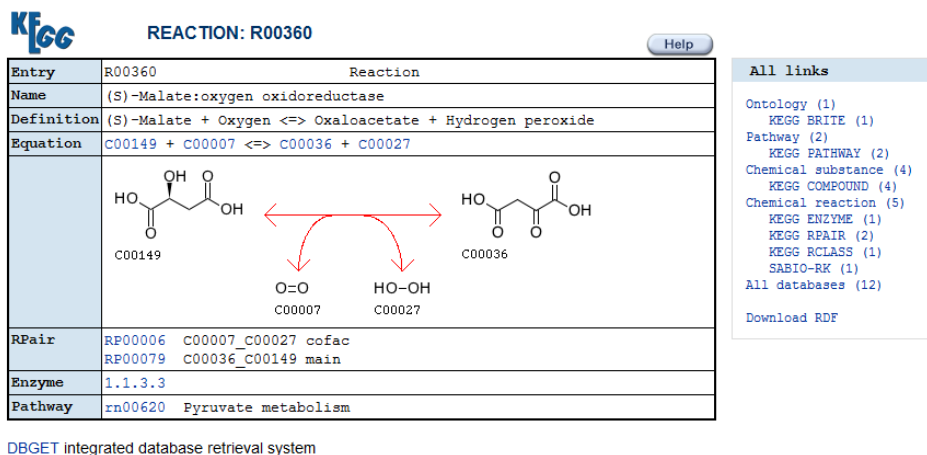 KEGG
REACTION: R00360
Help
Entry R00360 Reaction
Name (S)-Malate:oxygen oxidoreductase
Definition (S)-Malate + Oxygen <=> Oxaloacetate + Hydrogen peroxide
Equation C00149 + C00007 <=> C00036 + C00027
OH O
HO OH
O
C00149
O
HO OH
O O
C00036
O=O
C00007
HO-OH
C00027
RPair RP00006 C00007_C00027 cofac
RP00079 C00036_C00149 main
Enzyme 1.1.3.3
Pathway rn00620 Pyruvate metabolism
All links
Ontology (1)
KEGG BRITE (1)
Pathway (2)
KEGG PATHWAY (2)
Chemical substance (4)
KEGG COMPOUND (4)
Chemical reaction (5)
KEGG ENZYME (1)
KEGG RPAIR (2)
KEGG RCLASS (1)
SABIO-RK (1)
All databases (12)
Download RDF
DBGET integrated database retrieval system